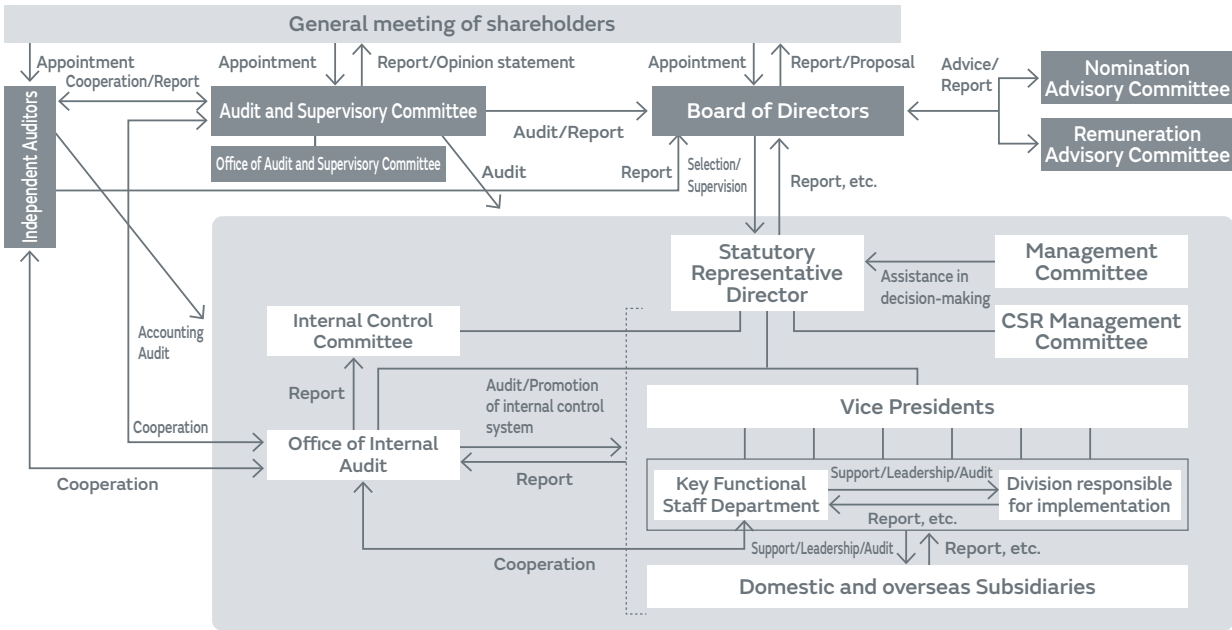 General meeting of shareholders
Appointment
Cooperation/Report
Appointment
Report/Opinion statement
Appointment
Report/Proposal
Advice/
Report
Nomination
Advisory Committee
Independent Auditors
Audit and Supervisory Committee
Audit/Report
Board of Directors
Remuneration
Advisory Committee
Office of Audit and Supervisory Committee
Audit
Report
Selection/
Supervision
Report, etc.
Statutory
Representative
Director
Assistance in
decision-making
Management
Committee
CSR Management
Committee
Accounting
Audit
Internal Control
Committee
Report
Audit/Promotion
of internal control
system
Vice Presidents
Cooperation
Office of Internal
Audit
Report
Cooperation
Key Functional
Staff Department
Support/Leadership/Audit
Report, etc.
Division responsible
for implementation
Cooperation
Support/Leadership/Audit
Report, etc.
Domestic and overseas Subsidiaries